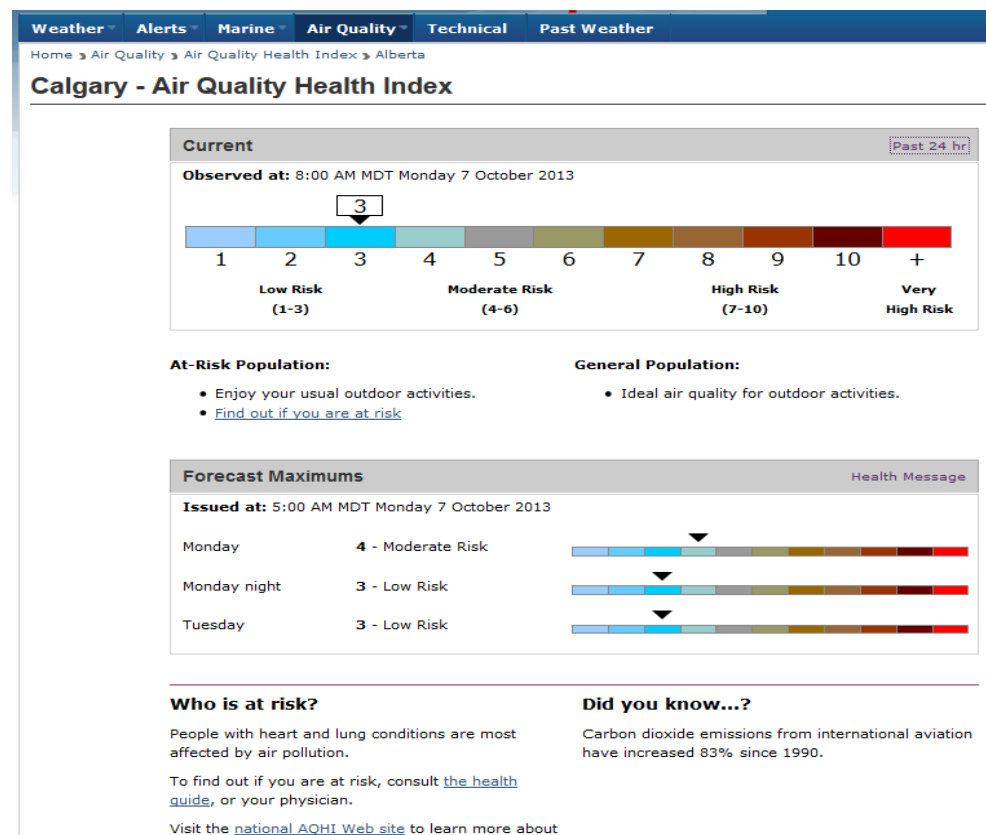 Weather Alerts Marine Air Quality Technical Past Weather
Home Air Quality Air Quality Health Index Alberta
Calgary - Air Quality Health Index
Current Past 24 hr
Observed at: 8:00 AM MDT Monday 7 October 2013
3
1 2 3 4 5 6 7 8 9 10 +
Low Risk Moderate Risk High Risk Very
(1-3) (4-6) (7-10) High Risk
At-Risk Population:
• Enjoy your usual outdoor activities.
• Find out if you are at risk
General Population:
• Ideal air quality for outdoor activities.
Forecast Maximums Health Message
Issued at: 5:00 AM MDT Monday 7 October 2013
Monday 4 - Moderate Risk
Monday night 3 - Low Risk
Tuesday 3 - Low Risk
Who is at risk?
People with heart and lung conditions are most
affected by air pollution.
To find out if you are at risk, consult the health
guide, or your physician.
Visit the national AQHI Web site to learn more about
Did you know...?
Carbon dioxide emissions from international aviation
have increased 83% since 1990.